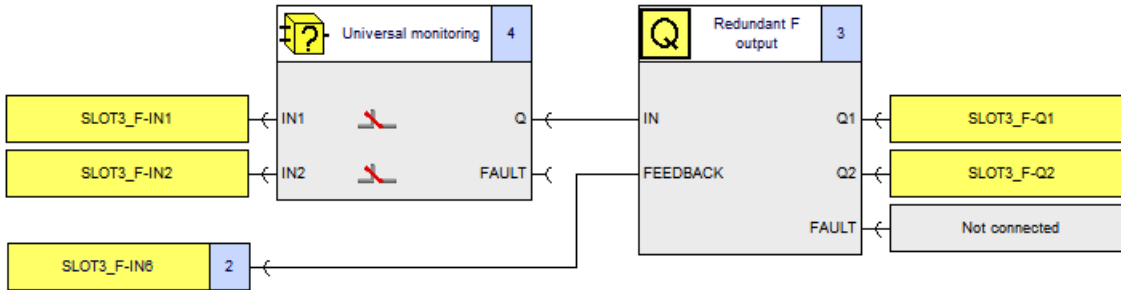 Universal monitoring 4
Redundant F
output
3
Q
?
SLOT3_F-IN1
IN1
Q
IN
Q1
SLOT3_F-Q1
SLOT3_F-IN2
IN2
FAULT
FEEDBACK
Q2
SLOT3_F-Q2
FAULT
Not connected
SLOT3_F-IN6 2